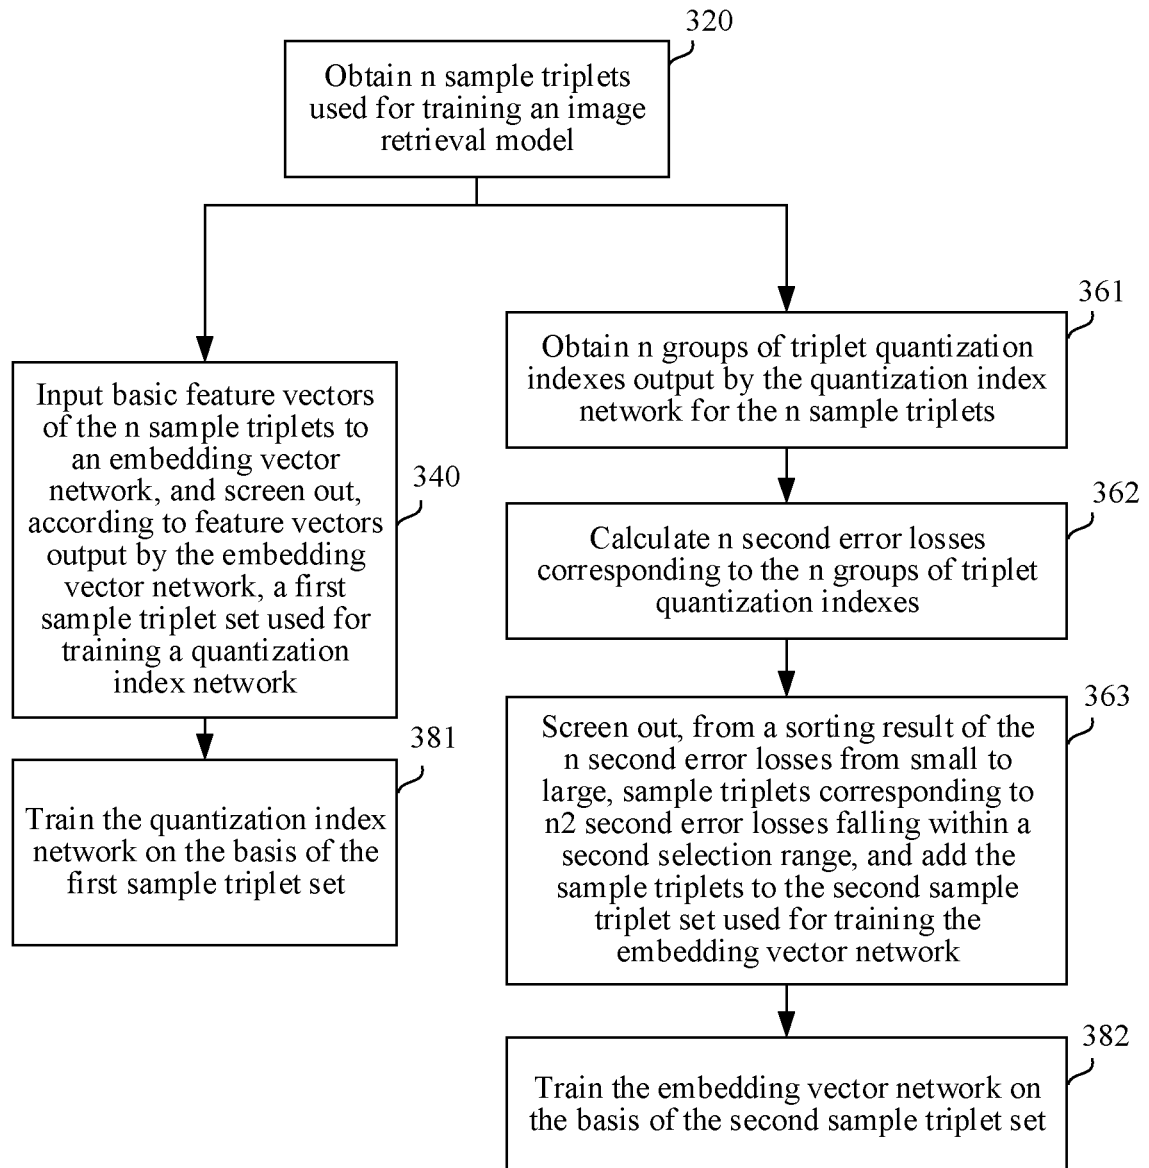 320
Obtain n sample triplets
used for training an image
retrieval model
Input basic feature vectors
of the n sample triplets to
an embedding vector
network, and screen out,
according to feature vectors
output by the embedding
vector network, a first
sample triplet set used for
training a quantization
index network
340
381
Train the quantization index
network on the basis of the
first sample triplet set
361
Obtain n groups of triplet quantization
indexes output by the quantization index
network for the n sample triplets
362
Calculate n second error losses
corresponding to the n groups of triplet
quantization indexes
363
Screen out, from a sorting result of the
n second error losses from small to
large, sample triplets corresponding to
n2 second error losses falling within a
second selection range, and add the
sample triplets to the second sample
triplet set used for training the
embedding vector network
382
Train the embedding vector network on
the basis of the second sample triplet set